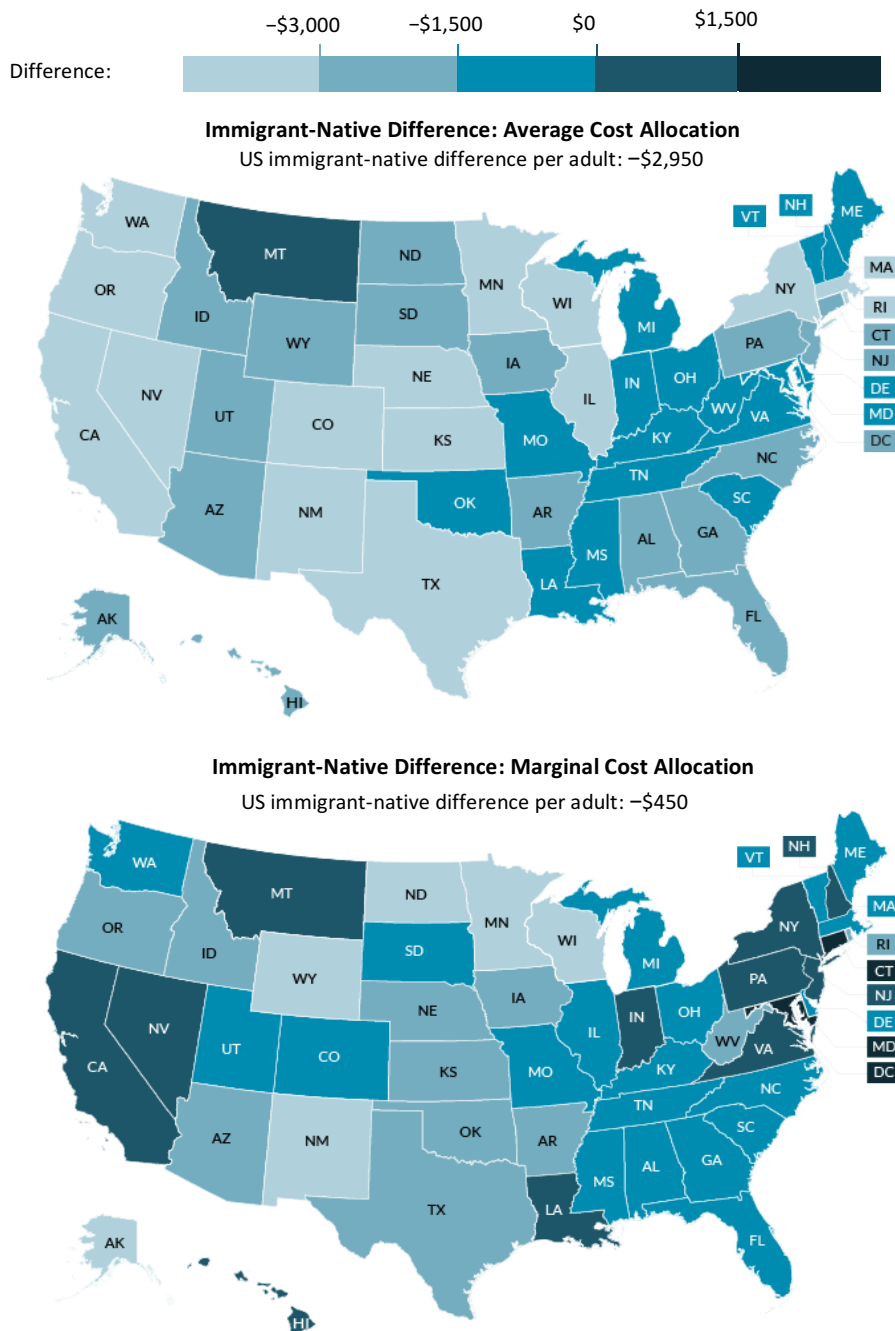 −$3,000 −$1,500 $0 $1,500
Difference:
Immigrant-Native Difference: Average Cost Allocation
US immigrant-native difference per adult: −$2,950
VT NH ME
WA
MT
ND
MN
MA
OR
ID
SD
WI
NY
RI
WY
MI
CT
IA
PA
NJ
NE
IN OH
DE
NV
UT
CO
IL
WV
VA
MD
CA
KS
MO
KY
DC
NC
TN
AZ
NM
OK
AR
SC
MS
AL
GA
TX
LA
FL
AK
HI
Immigrant-Native Difference: Marginal Cost Allocation
US immigrant-native difference per adult: −$450
VT NH ME
WA
MT
ND
MN
MA
OR
ID
SD
WI
NY
RI
WY
MI
CT
PA
NJ
NE
IA
IN OH
DE
NV
UT
CO
IL
WV
VA
MD
CA
KS
MO
KY
DC
NC
TN
AZ
NM
OK
AR
SC
MS
AL
GA
TX
LA
FL
AK
HI